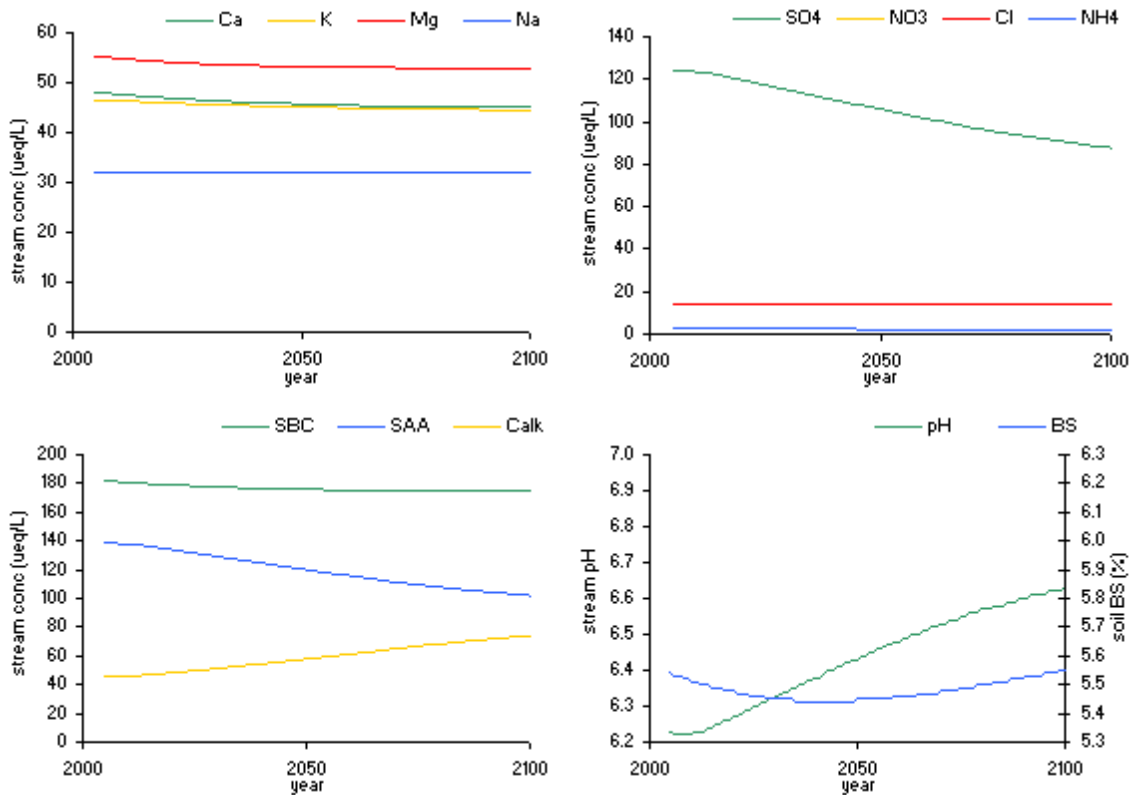 Ca K Mg Na
60
50
40
30
20
10
0
stream conc (ueq/L)
2000 2050 2100
year
SO4 NO3 Cl NH4
140
120
100
80
60
40
20
0
stream conc (ueq/L)
2000 2050 2100
year
SBC SAA Calk
200
180
160
140
120
100
80
60
40
20
0
stream conc (ueq/L)
2000 2050 2100
year
pH BS
7.0
6.9
6.8
6.7
6.6
6.5
6.4
6.3
6.2
stream pH
6.3
6.2
6.1
6.0
5.9
5.8
5.7
5.6
5.5
5.4
5.3
soil BS (%)
2000 2050 2100
year